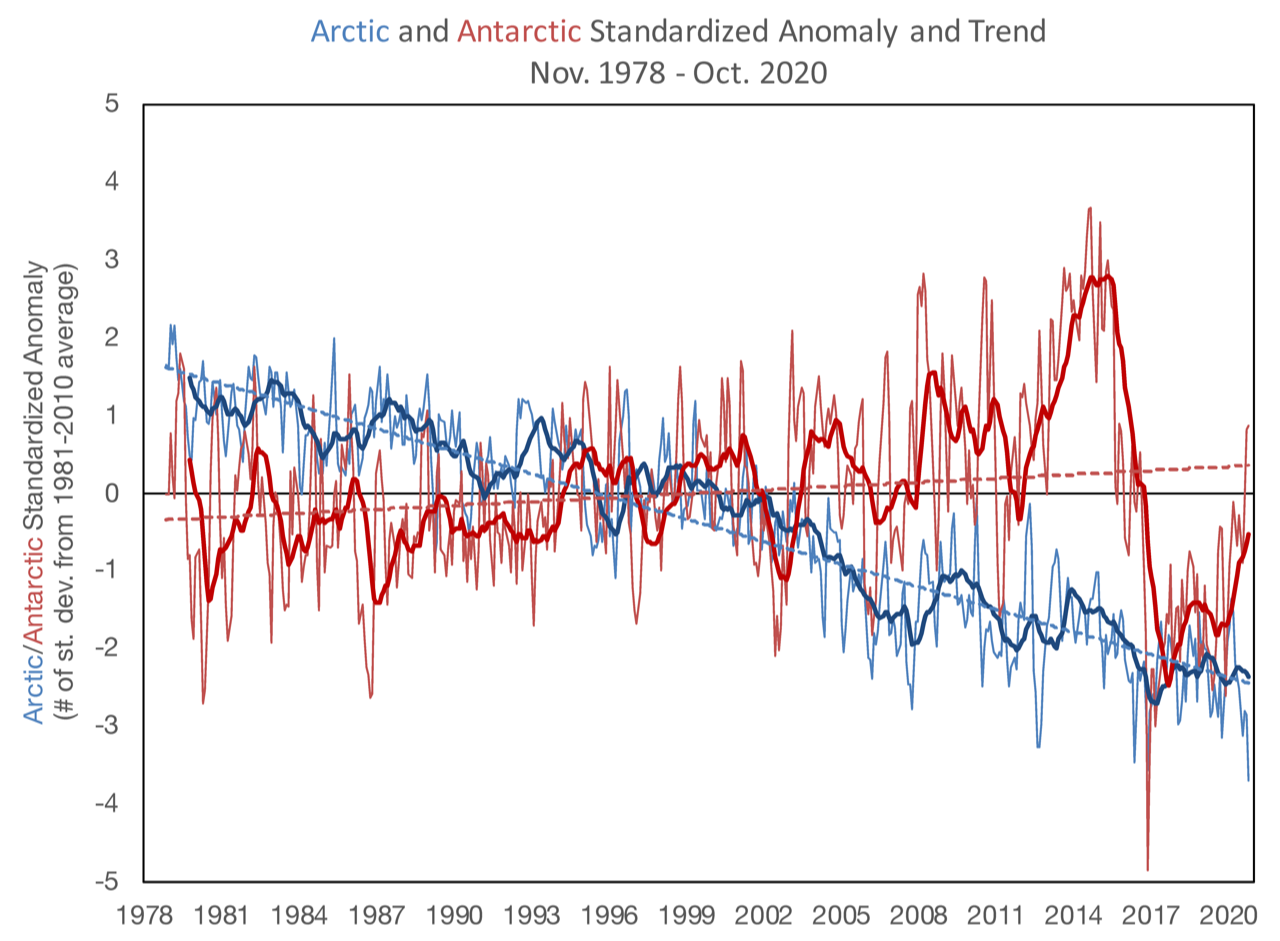 Arctic and Antarctic Standardized Anomaly and Trend
Nov. 1978 - Oct. 2020
Arctic/Antarctic Standardized Anomaly
(# of st. dev. from 1981-2010 average)
5
4
3
2
1
0
-1
-2
-3
-4
-5
1978 1981 1984 1987 1990 1993 1996 1999 2002 2005 2008 2011 2014 2017 2020